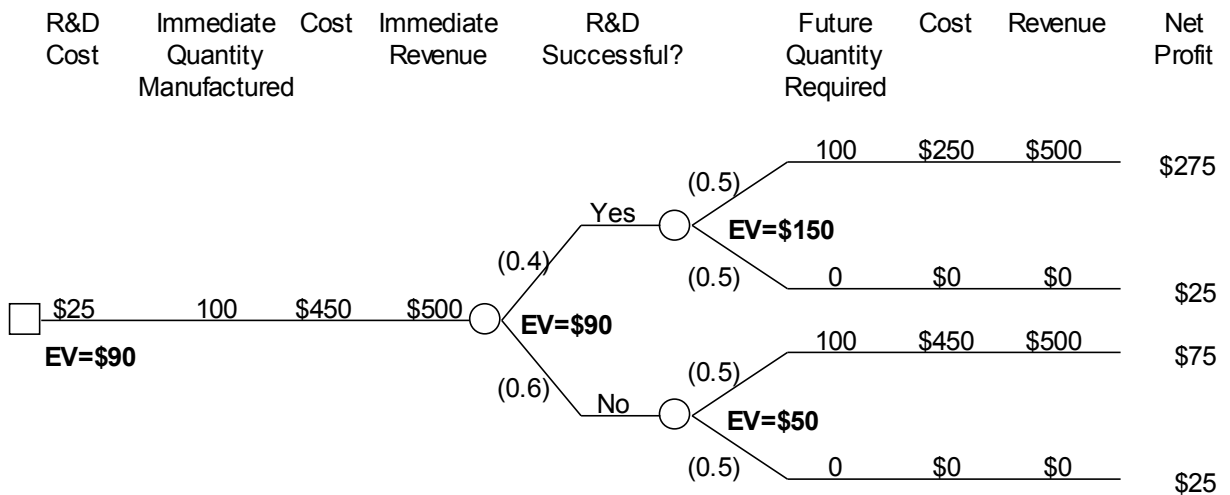 R&D Immediate Cost Immediate R&D Future Cost Revenue Net
Cost Quantity Revenue Successful? Quantity Profit
Manufactured Required
100 $250 $500
$275
(0.5)
Yes
EV=$150
(0.4)
(0.5) 0 $0 $0
$25
$25 100 $450 $500
EV=$90
EV=$90
100 $450 $500
$75
(0.5)
(0.6)
No
EV=$50
(0.5) 0 $0 $0
$25